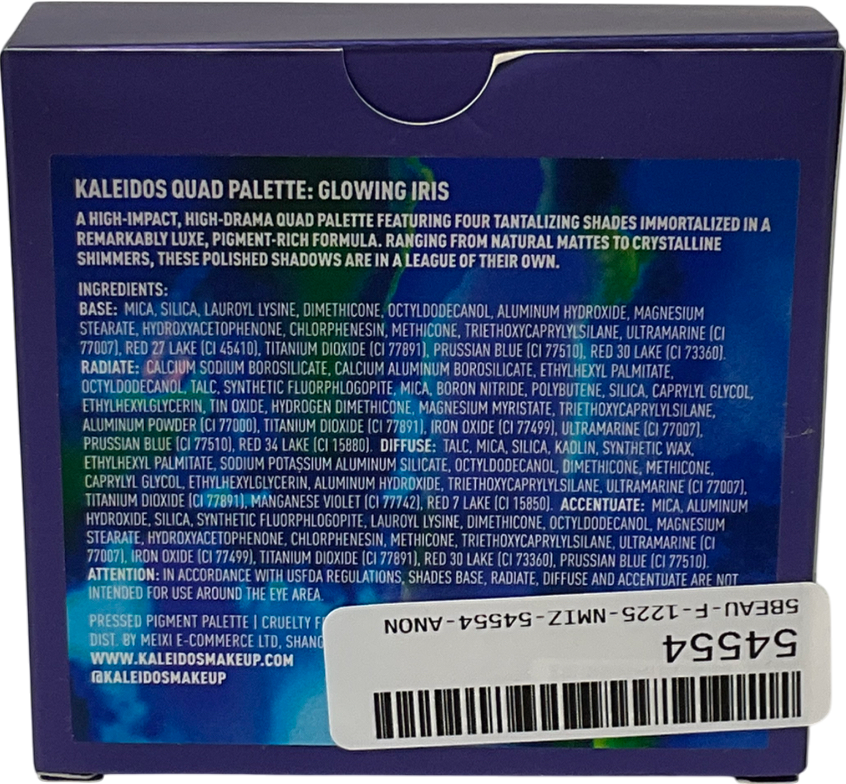 KALEIDOS QUAD PALETTE: GLOWING IRIS
A HIGH-IMPACT, HIGH-DRAMA QUAD PALETTE FEATURING FOUR TANTALIZING SHADES IMMORTALIZED IN A
REMARKABLY LUXE, PIGMENT-RICH FORMULA. RANGING FROM NATURAL MATTES TO CRYSTALLINE
SHIMMERS, THESE POLISHED SHADOWS ARE IN A LEAGUE OF THEIR OWN.
INGREDIENTS:
BASE: MICA, SILICA, LAUROYL LYSINE, DIMETHICONE, OCTYLDODECANOL, ALUMINUM HYDROXIDE, MAGNESIUM
STEARATE, HYDROXYACETOPHENONE, CHLORPHENESIN, METHICONE, TRIETHOXYCAPRYLYLSILANE, ULTRAMARINE (CI
77007), RED 27 LAKE (CI 45410), TITANIUM DIOXIDE (CI 77891), PRUSSIAN BLUE (CI 77510), RED 30 LAKE (CI 73360).
RADIATE: CALCIUM SODIUM BOROSILICATE, CALCIUM ALUMINUM BOROSILICATE, ETHYLHEXYL PALMITATE,
OCTYLDODECANOL, TALC, SYNTHETIC FLUORPHLOGOPITE, MICA, BORON NITRIDE, POLYBUTENE, SILICA, CAPRYLYL GLYCOL,
ETHYLHEXYLGLYCERIN, TIN OXIDE, HYDROGEN DIMETHICONE, MAGNESIUM MYRISTATE, TRIETHOXYCAPRYLYLSILANE,
ALUMINUM POWDER (CI 77000), TITANIUM DIOXIDE (CI 77891), IRON OXIDE (CI 77499), ULTRAMARINE (CI 77007),
PRUSSIAN BLUE (CI 77510), RED 34 LAKE (CI 15880). DIFFUSE: TALC, MICA, SILICA, KAOLIN, SYNTHETIC WAX,
ETHYLHEXYL PALMITATE, SODIUM POTASSIUM ALUMINUM SILICATE, OCTYLDODECANOL, DIMETHICONE, METHICONE,
CAPRYLYL GLYCOL, ETHYLHEXYLGLYCERIN, ALUMINUM HYDROXIDE, TRIETHOXYCAPRYLYLSILANE, ULTRAMARINE (CI 77007),
TITANIUM DIOXIDE (CI 77891), MANGANESE VIOLET (CI 77742), RED 7 LAKE (CI 15850). ACCENTUATE: MICA, ALUMINUM
HYDROXIDE, SILICA, SYNTHETIC FLUORPHLOGOPITE, LAUROYL LYSINE, DIMETHICONE, OCTYLDODECANOL, MAGNESIUM
STEARATE, HYDROXYACETOPHENONE, CHLORPHENESIN, METHICONE, TRIETHOXYCAPRYLYLSILANE, ULTRAMARINE (CI
77007), IRON OXIDE (CI 77499), TITANIUM DIOXIDE (CI 77891), RED 30 LAKE (CI 73360), PRUSSIAN BLUE (CI 77510).
ATTENTION: IN ACCORDANCE WITH USFDA REGULATIONS, SHADES BASE, RADIATE, DIFFUSE AND ACCENTUATE ARE NOT
INTENDED FOR USE AROUND THE EYE AREA.
PRESSED PIGMENT PALETTE | CRUELTY F
DIST. BY MEIXI E-COMMERCE LTD, SHANG
WWW.KALEIDOSMAKEUP.COM
@KALEIDOSMAKEUP
54554
5BEAU-F-1225-NMIZ-54554-ANON